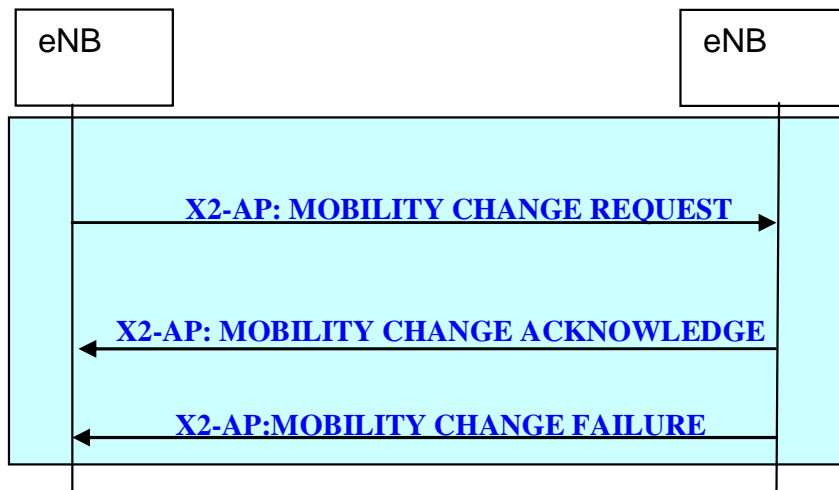 eNB
eNB
X2-AP: MOBILITY CHANGE REQUEST
X2-AP: MOBILITY CHANGE ACKNOWLEDGE
X2-AP:MOBILITY CHANGE FAILURE